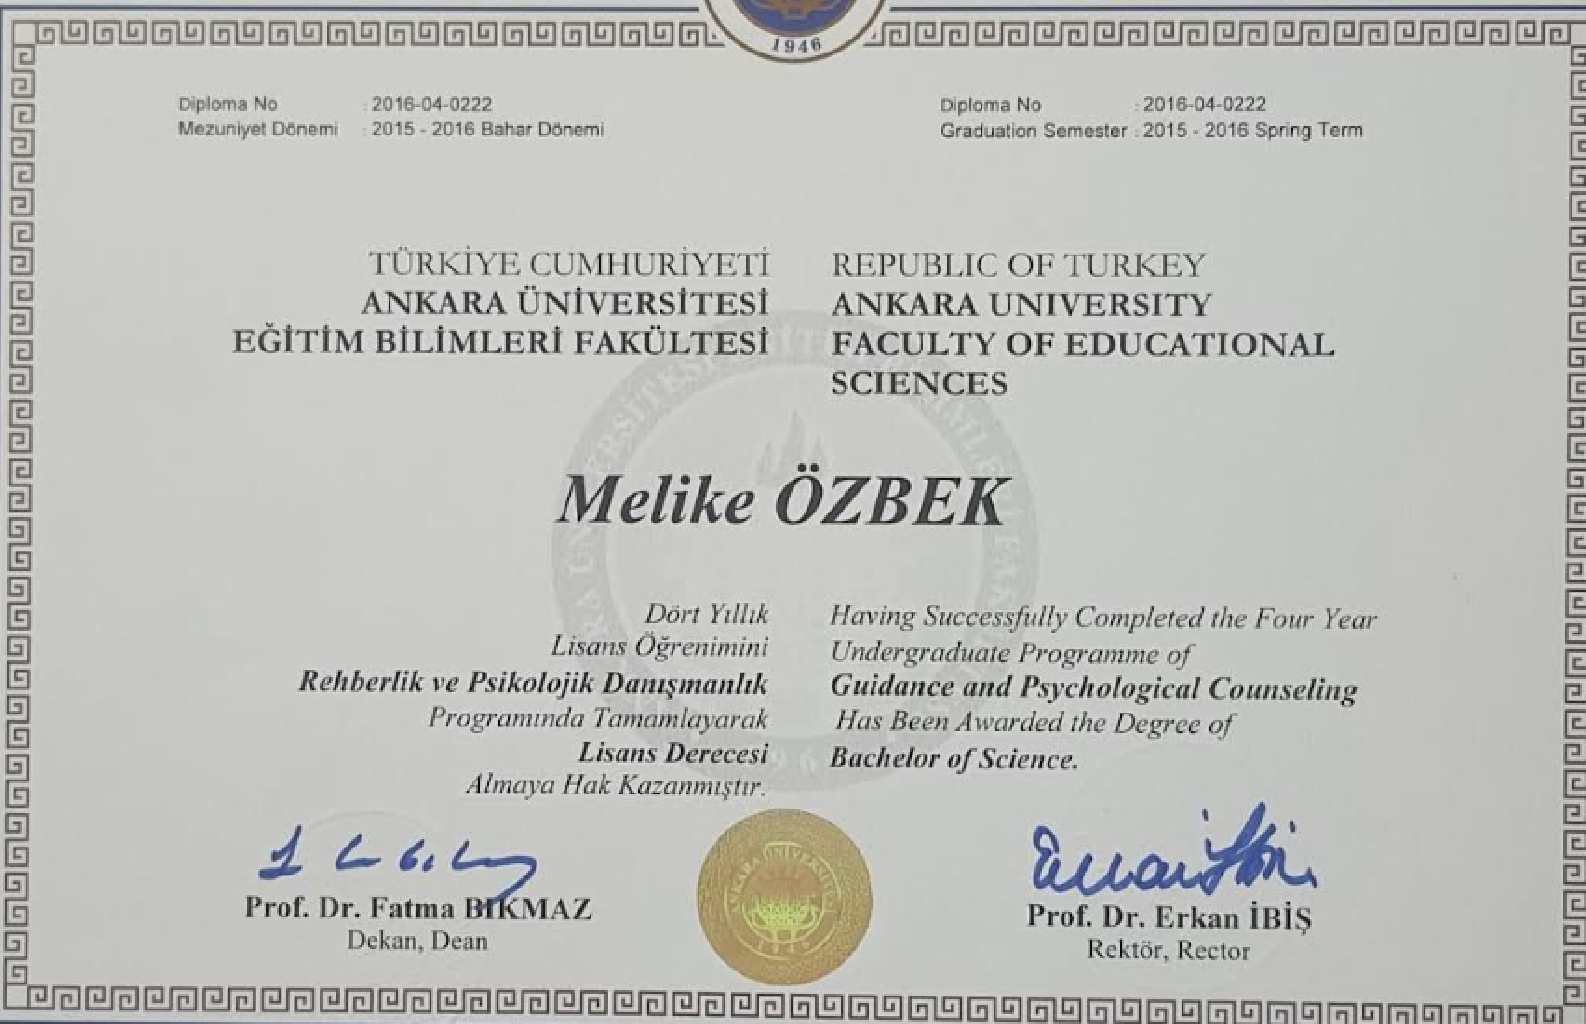 1946
Diploma No : 2016-04-0222
Mezuniyet Dönemi : 2015 - 2016 Bahar Dönemi
Diploma No : 2016-04-0222
Graduation Semester : 2015 - 2016 Spring Term
TÜRKİYE CUMHURİYETİ
ANKARA ÜNİVERSİTESİ
EĞİTİM BİLİMLERİ FAKÜLTESİ
REPUBLIC OF TURKEY
ANKARA UNIVERSITY
FACULTY OF EDUCATIONAL
SCIENCES
Melike ÖZBEK
Dört Yıllık
Lisans Öğrenimini
Rehberlik ve Psikolojik Danışmanlık
Programında Tamamlayarak
Lisans Derecesi
Almaya Hak Kazanmıştır.
Having Successfully Completed the Four Year
Undergraduate Programme of
Guidance and Psychological Counseling
Has Been Awarded the Degree of
Bachelor of Science.
Prof. Dr. Fatma BIKMAZ
Dekan, Dean
ANKARA ÜNİVERSİTESİ
1946
Prof. Dr. Erkan İBİŞ
Rektör, Rector